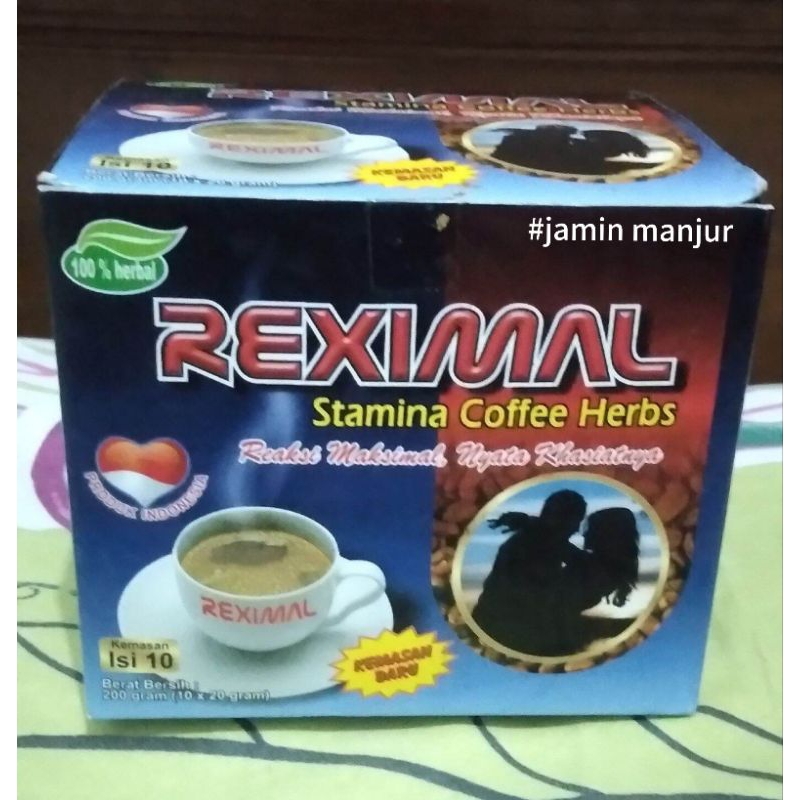 REXIMAL
Stamina Coffee Herbs
REXIMAL
Isi 10
KEMASAN
BARU
#jamin manjur
100 % herbal
REXIMAL
Stamina Coffee Herbs
Reaksi Maksimal, Nyata Khasiatnya
PRODUK INDONESIA
REXIMAL
Kemasan
Isi 10
KEMASAN
BARU
Berat Bersih:
200 gram (10 x 20 gram)